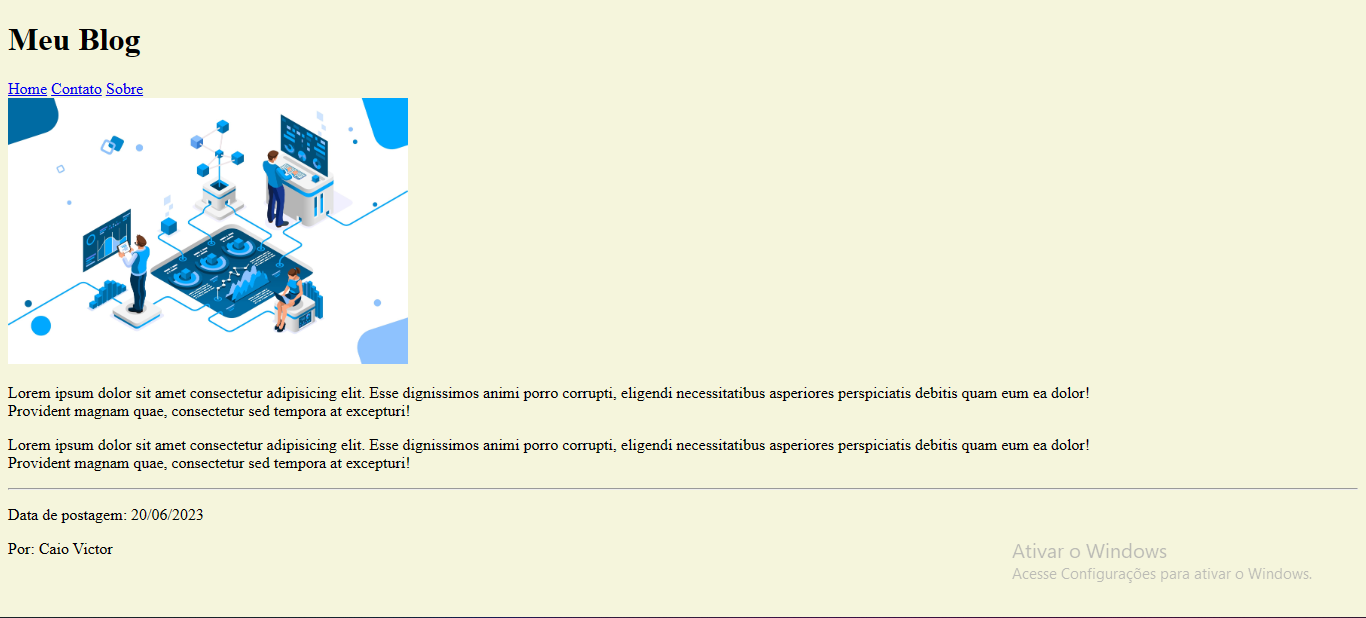 Meu Blog
Home Contato Sobre
Lorem ipsum dolor sit amet consectetur adipisicing elit. Esse dignissimos animi porro corrupti, eligendi necessitatibus asperiores perspiciatis debitis quam eum ea dolor!
Provident magnam quae, consectetur sed tempora at excepturi!
Lorem ipsum dolor sit amet consectetur adipisicing elit. Esse dignissimos animi porro corrupti, eligendi necessitatibus asperiores perspiciatis debitis quam eum ea dolor!
Provident magnam quae, consectetur sed tempora at excepturi!
Data de postagem: 20/06/2023
Por: Caio Victor
Ativar o Windows
Acesse Configurações para ativar o Windows.